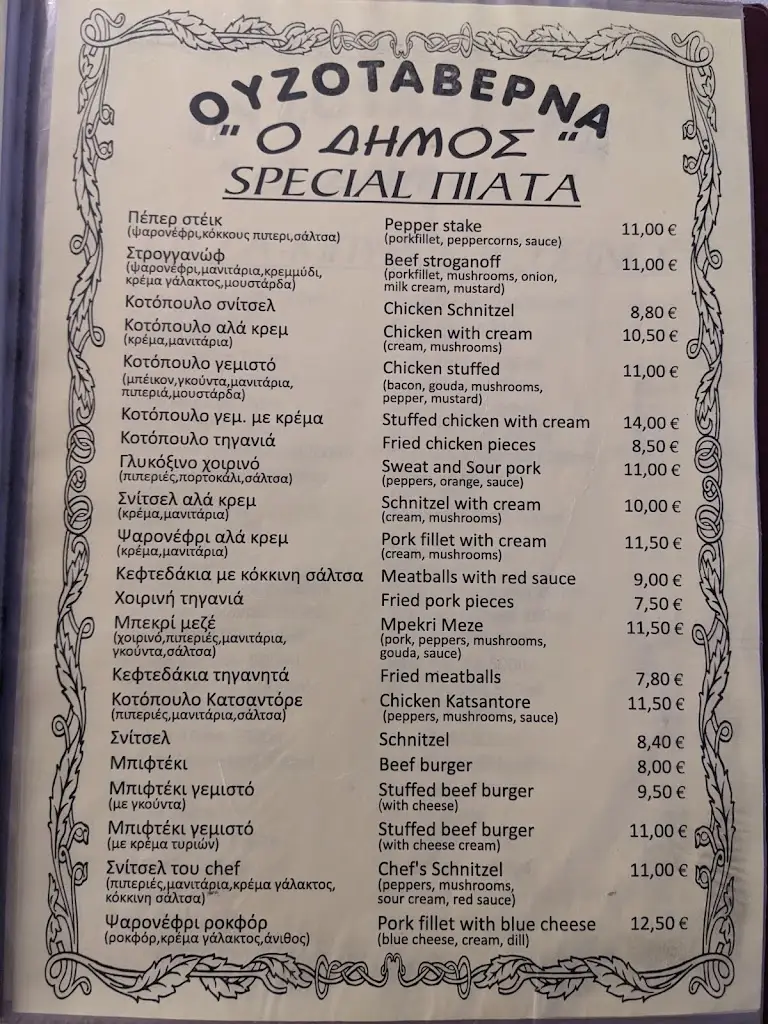 ΟΥΖΟΤΑΒΕΡΝΑ
" Ο ΔΗΜΟΣ "
SPECIAL ΠΙΑΤΑ
Πέπερ στέικ Pepper stake 11,00 €
(ψαρονέφρι,κόκκους πιπερι,σάλτσα) (porkfillet, peppercorns, sauce)
Στρογγανώφ Beef stroganoff 11,00 €
(ψαρονέφρι,μανιτάρια,κρεμμύδι, (porkfillet, mushrooms, onion,
κρέμα γάλακτος,μουστάρδα) milk cream, mustard)
Κοτόπουλο σνίτσελ Chicken Schnitzel 8,80 €
Κοτόπουλο αλά κρεμ Chicken with cream 10,50 €
(κρέμα,μανιτάρια) (cream, mushrooms)
Κοτόπουλο γεμιστό Chicken stuffed 11,00 €
(μπέικον,γκούντα,μανιτάρια, (bacon, gouda, mushrooms,
πιπεριά,μουστάρδα) pepper, mustard)
Κοτόπουλο γεμ. με κρέμα Stuffed chicken with cream 14,00 €
Κοτόπουλο τηγανιά Fried chicken pieces 8,50 €
Γλυκόξινο χοιρινό Sweat and Sour pork 11,00 €
(πιπεριές,πορτοκάλι,σάλτσα) (peppers, orange, sauce)
Σνίτσελ αλά κρεμ Schnitzel with cream 10,00 €
(κρέμα,μανιτάρια) (cream, mushrooms)
Ψαρονέφρι αλά κρεμ Pork fillet with cream 11,50 €
(κρέμα,μανιτάρια) (cream, mushrooms)
Κεφτεδάκια με κόκκινη σάλτσα Meatballs with red sauce 9,00 €
Χοιρινή τηγανιά Fried pork pieces 7,50 €
Μπεκρί μεζέ Mpekri Meze 11,50 €
(χοιρινό,πιπεριές,μανιτάρια, (pork, peppers, mushrooms,
γκούντα,σάλτσα) gouda, sauce)
Κεφτεδάκια τηγανητά Fried meatballs 7,80 €
Κοτόπουλο Κατσαντόρε Chicken Katsantore 11,50 €
(πιπεριές,μανιτάρια,σάλτσα) (peppers, mushrooms, sauce)
Σνίτσελ Schnitzel 8,40 €
Μπιφτέκι Beef burger 8,00 €
Μπιφτέκι γεμιστό Stuffed beef burger 9,50 €
(με γκούντα) (with cheese)
Μπιφτέκι γεμιστό Stuffed beef burger 11,00 €
(με κρέμα τυριών) (with cheese cream)
Σνίτσελ του chef Chef's Schnitzel 11,00 €
(πιπεριές,μανιτάρια,κρέμα γάλακτος, (peppers, mushrooms,
κόκκινη σάλτσα) sour cream, red sauce)
Ψαρονέφρι ροκφόρ Pork fillet with blue cheese 12,50 €
(ροκφόρ,κρέμα γάλακτος,άνιθος) (blue cheese, cream, dill)